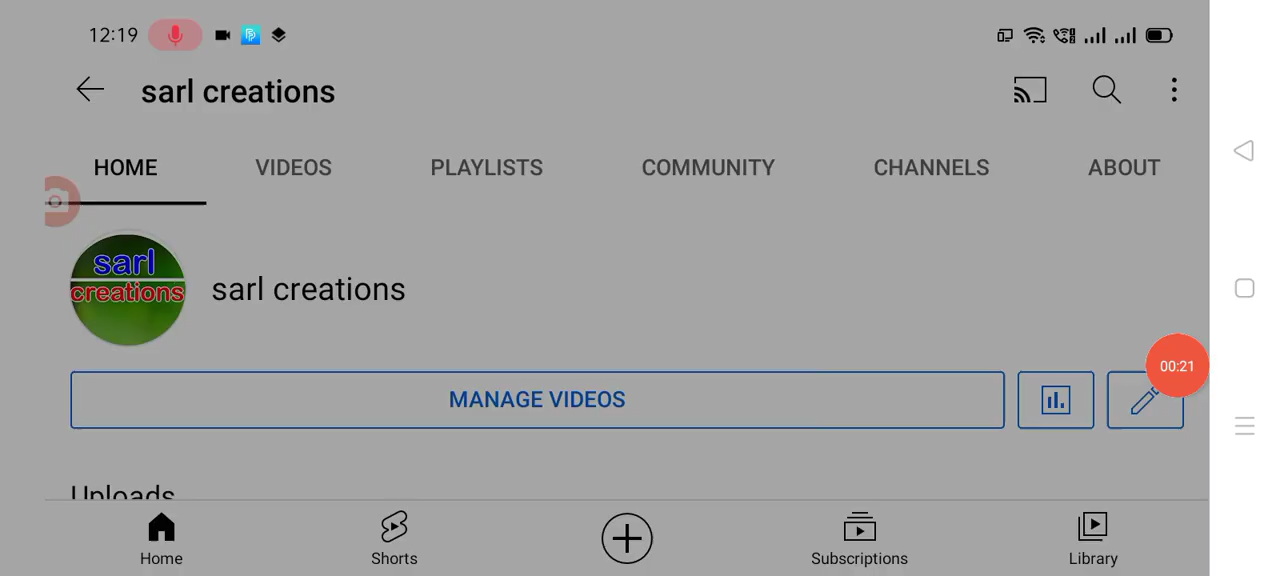 12:19
sarl creations
HOME VIDEOS PLAYLISTS COMMUNITY CHANNELS ABOUT
sarl
creations
sarl creations
00:21
MANAGE VIDEOS
Uploads
Home Shorts Subscriptions Library